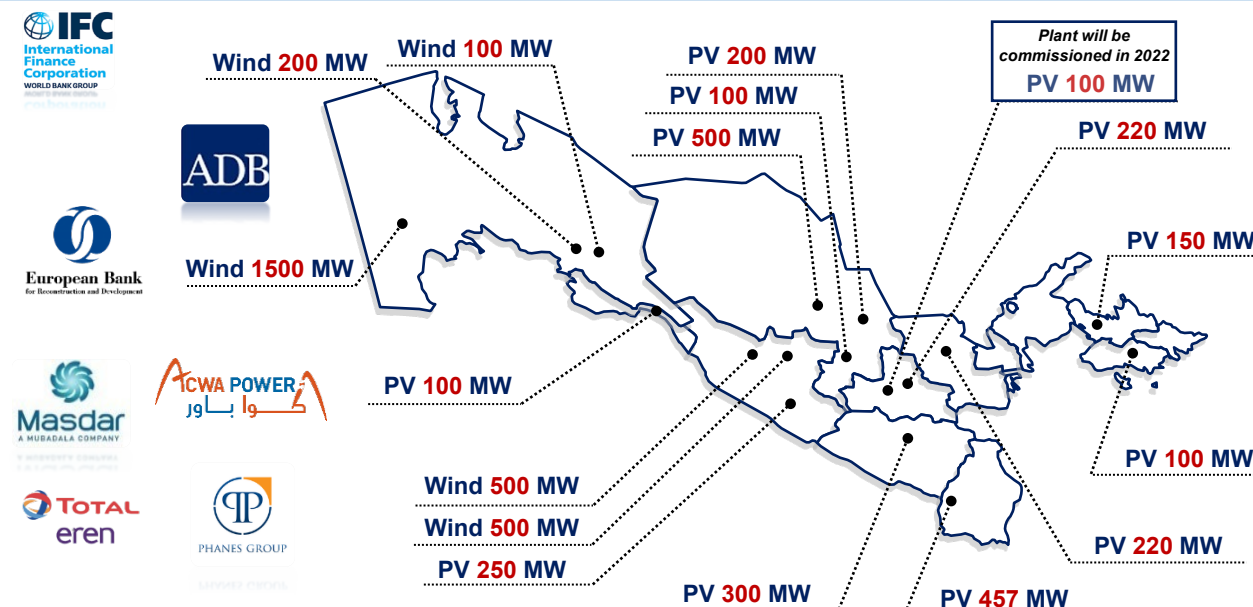 IFC
International
Finance
Corporation
WORLD BANK GROUP
ADB
European Bank
for Reconstruction and Development
Masdar
A MUBADALA COMPANY
ACWA POWER
أكوا باور
TOTAL
eren
PHANES GROUP
Wind 200 MW
Wind 100 MW
PV 200 MW
PV 100 MW
PV 500 MW
Plant will be
commissioned in 2022
PV 100 MW
PV 220 MW
PV 150 MW
Wind 1500 MW
PV 100 MW
Wind 500 MW
Wind 500 MW
PV 250 MW
PV 300 MW
PV 457 MW
PV 220 MW
PV 100 MW